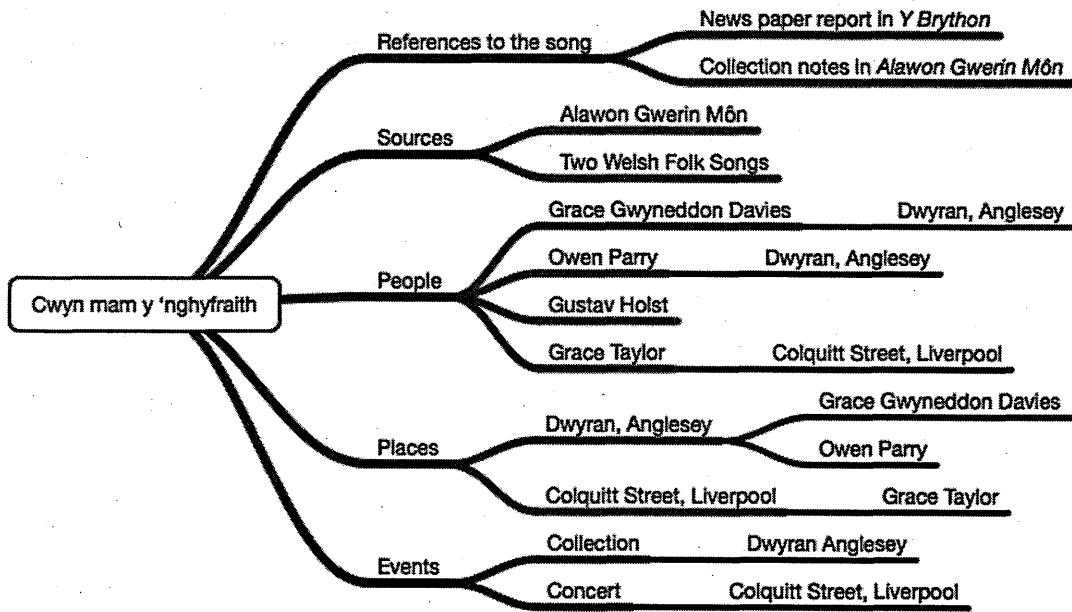 News paper report in Y Brython
References to the song
Collection notes in Alawon Gwerin Môn
Alawon Gwerin Môn
Sources
Two Welsh Folk Songs
Grace Gwyneddon Davies Dwyran, Anglesey
Owen Parry Dwyran, Anglesey
People
Cwyn mam y ‘nghyfraith
Gustav Holst
Grace Taylor Colquitt Street, Liverpool
Grace Gwyneddon Davies
Dwyran, Anglesey
Owen Parry
Places
Colquitt Street, Liverpool Grace Taylor
Collection Dwyran Anglesey
Events
Concert Colquitt Street, Liverpool